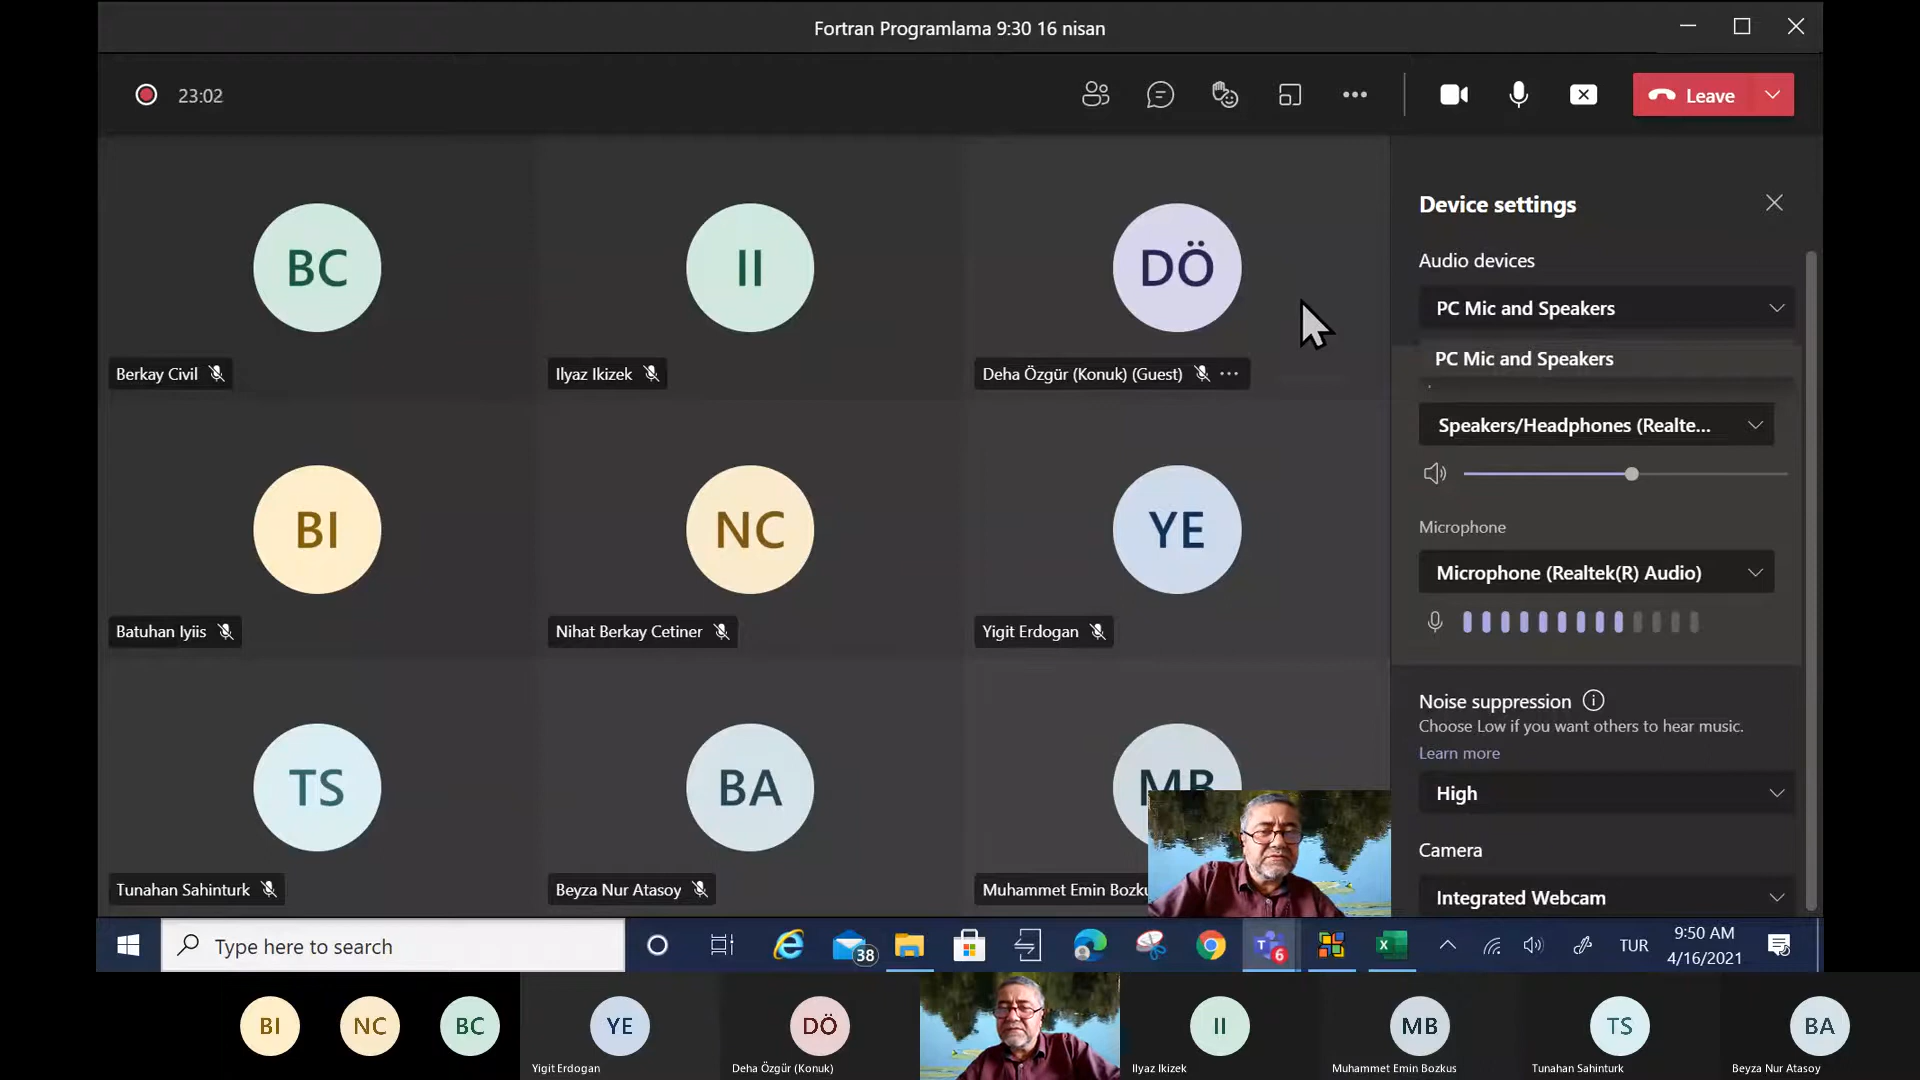 Fortran Programlama 9:30 16 nisan
23:02
Leave
BC
II
DÖ
Device settings
Audio devices
PC Mic and Speakers
PC Mic and Speakers
Berkay Civil
Ilyaz Ikizek
Deha Özgür (Konuk) (Guest)
Speakers/Headphones (Realte...
BI
NC
YE
Microphone
Microphone (Realtek(R) Audio)
Batuhan Iyiis
Nihat Berkay Cetiner
Yigit Erdogan
Noise suppression
Choose Low if you want others to hear music.
Learn more
High
TS
BA
MB
Camera
Integrated Webcam
Tunahan Sahinturk
Beyza Nur Atasoy
Muhammet Emin Bozku
Type here to search
38
6
TUR
9:50 AM
4/16/2021
BI
NC
BC
YE
DÖ
II
MB
TS
BA
Yigit Erdogan
Deha Özgür (Konuk)
Ilyaz Ikizek
Muhammet Emin Bozkus
Tunahan Sahinturk
Beyza Nur Atasoy